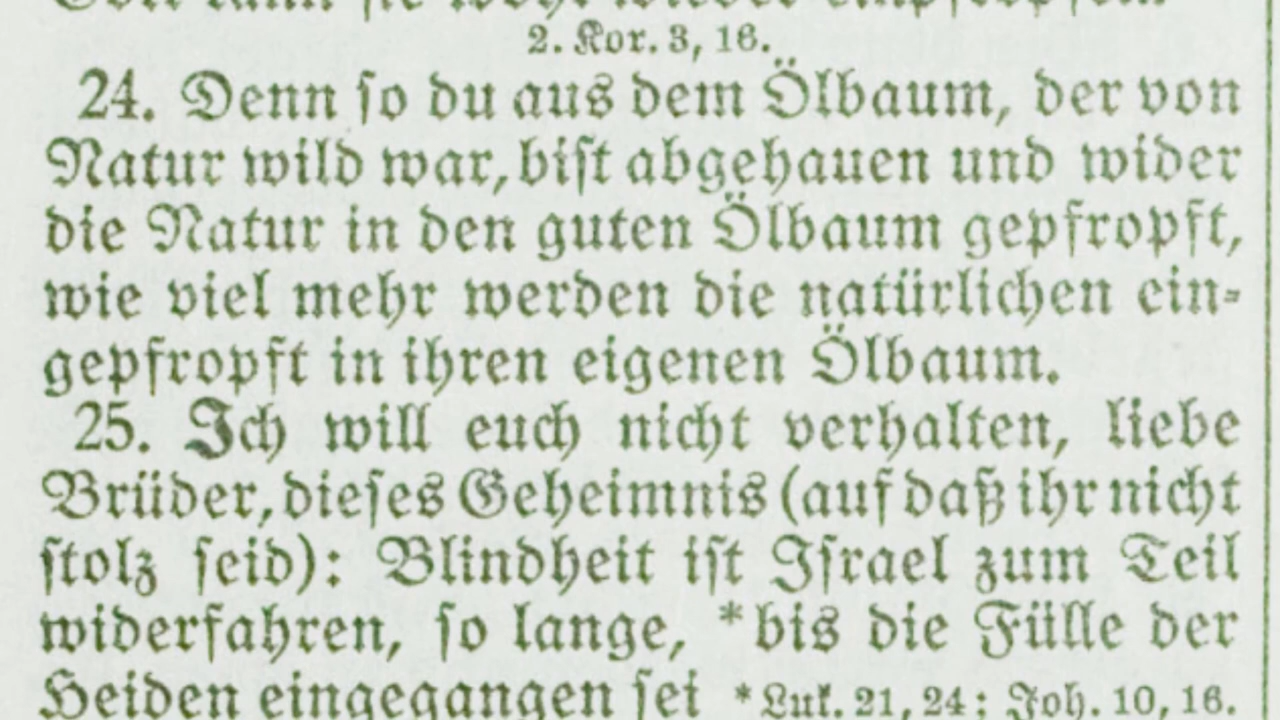 2. Kor. 3, 16.
24. Denn so du aus dem Ölbaum, der von
Natur wild war, bist abgehauen und wider
die Natur in den guten Ölbaum gepfropft,
wie viel mehr werden die natürlichen ein-
gepfropft in ihren eigenen Ölbaum.
25. Ich will euch nicht verhalten, liebe
Brüder, dieses Geheimnis (auf daß ihr nicht
stolz seid): Blindheit ist Israel zum Teil
widerfahren, so lange, *bis die Fülle der
Heiden eingegangen sei *Luk. 21, 24; Joh. 10, 16.